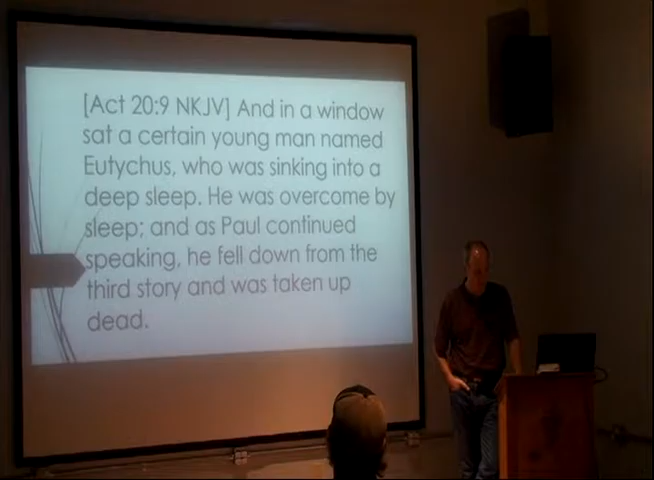 [Act 20:9 NKJV] And in a window
sat a certain young man named
Eutychus, who was sinking into a
deep sleep. He was overcome by
sleep; and as Paul continued
speaking, he fell down from the
third story and was taken up
dead.